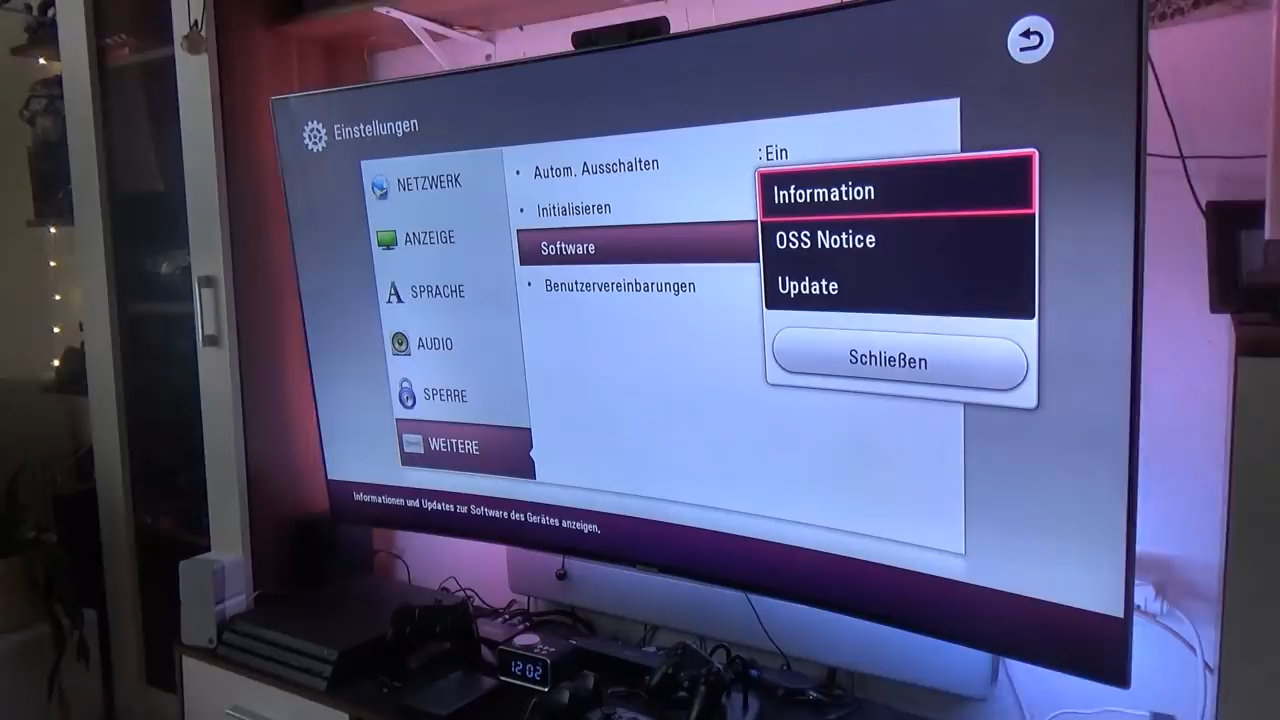 Einstellungen
NETZWERK
ANZEIGE
SPRACHE
AUDIO
SPERRE
WEITERE
• Autom. Ausschalten : Ein
• Initialisieren
Software
• Benutzervereinbarungen
Information
OSS Notice
Update
Schließen
Informationen und Updates zur Software des Gerätes anzeigen.
12:02